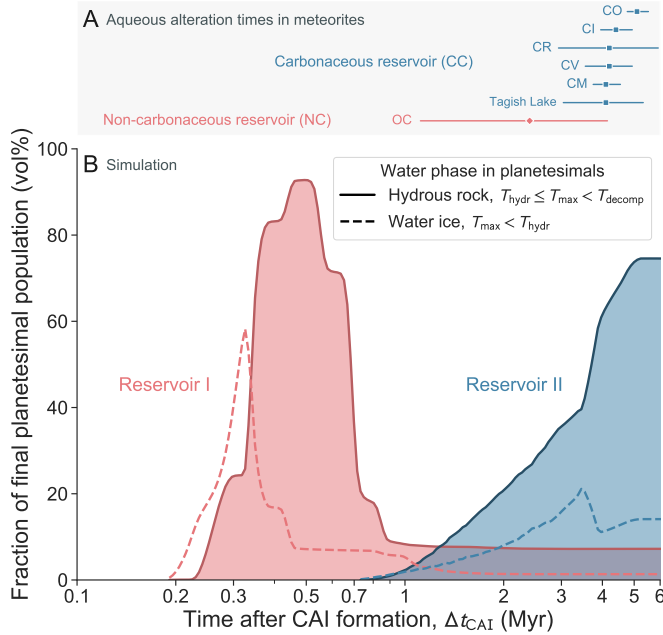 A Aqueous alteration times in meteorites
CO
CI
CR
Carbonaceous reservoir (CC)
CV
CM
Tagish Lake
Non-carbonaceous reservoir (NC)
OC
B Simulation
Water phase in planetesimals
Hydrous rock, T_hydr ≤ T_max < T_decomp
Water ice, T_max < T_hydr
Reservoir I
Reservoir II
Fraction of final planetesimal population (vol%)
100
80
60
40
20
0
0.1 0.2 0.3 0.5 0.7 1 2 3 4 5 6
Time after CAI formation, Δt_CAI (Myr)